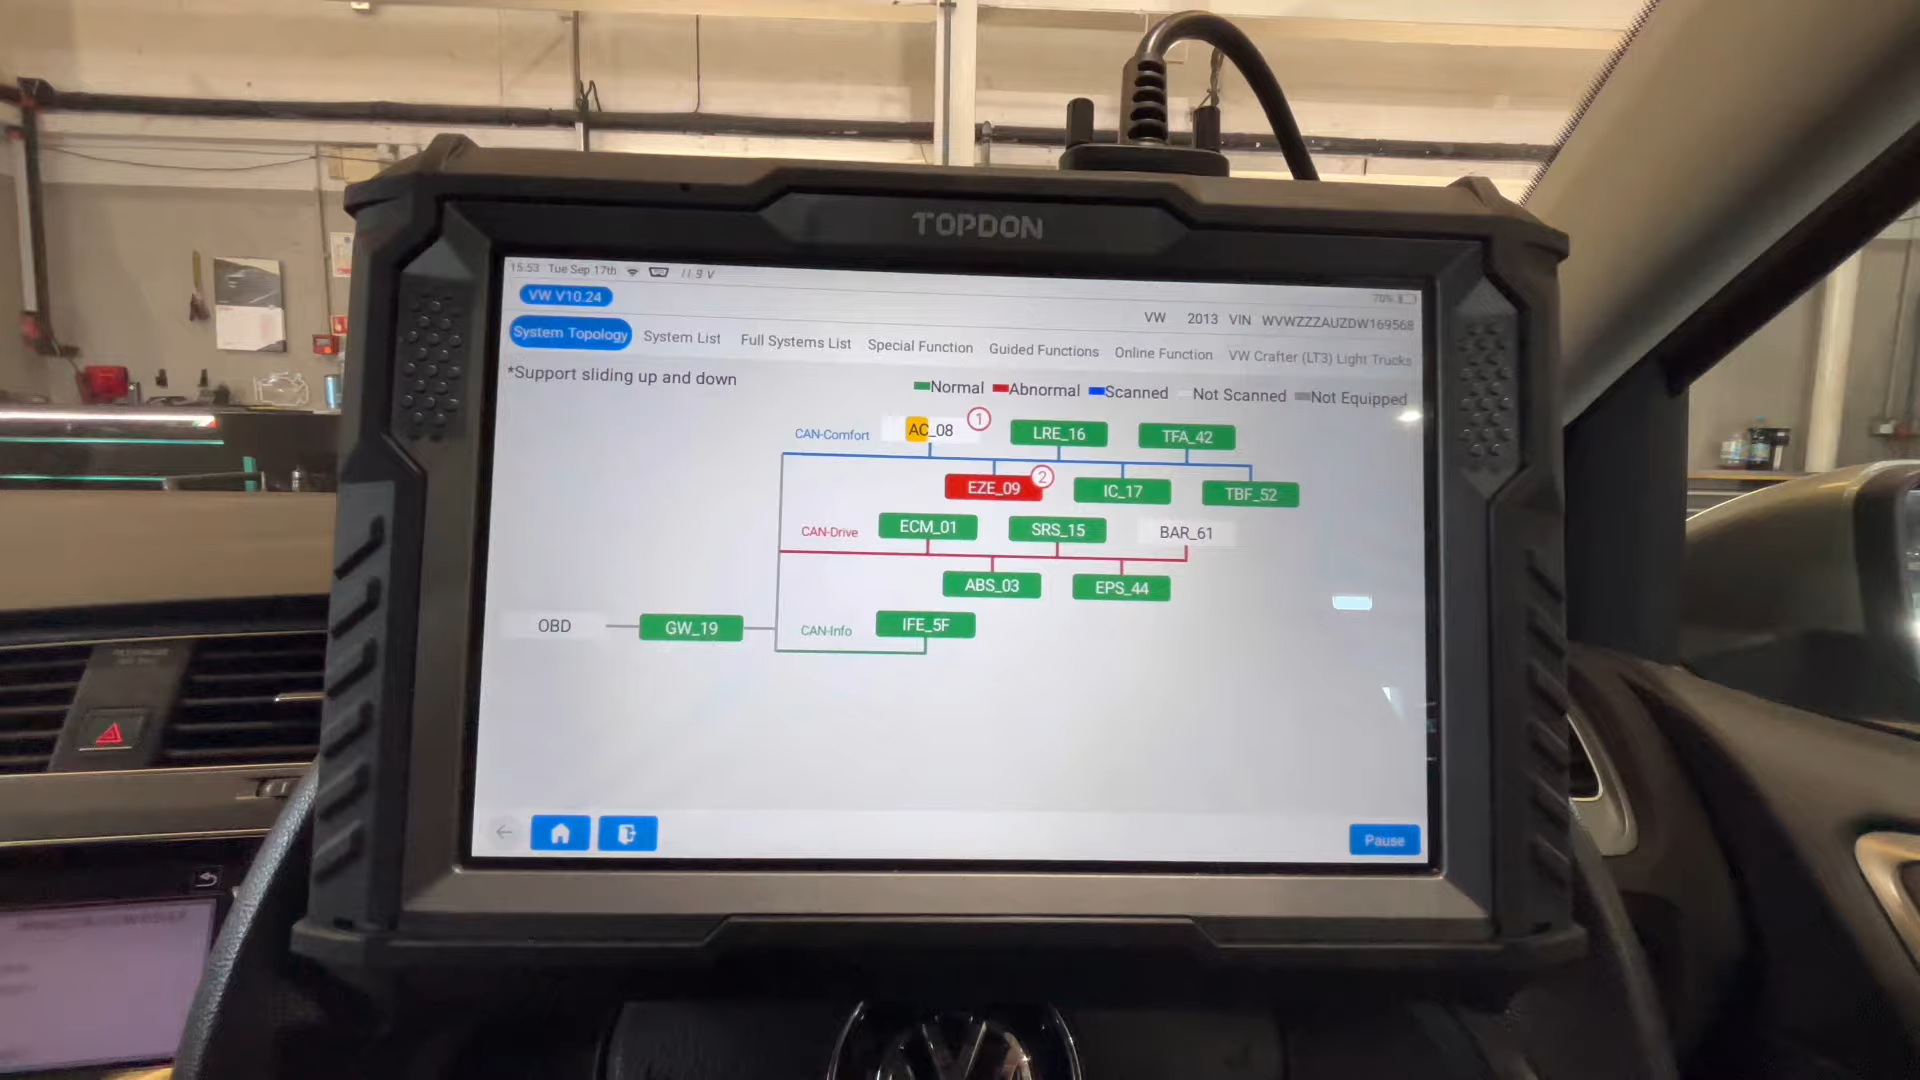 TOPDON
15:53 Tue Sep 17th 11.9 V 70%
VW V10.24
VW 2013 VIN WVWZZZAUZDW169568
System Topology System List Full Systems List Special Function Guided Functions Online Function VW Crafter (LT3) Light Trucks
*Support sliding up and down
Normal Abnormal Scanned Not Scanned Not Equipped
CAN-Comfort AC_08 1 LRE_16 TFA_42
EZE_09 2 IC_17 TBF_52
CAN-Drive ECM_01 SRS_15 BAR_61
ABS_03 EPS_44
OBD GW_19 CAN-Info IFE_5F
Pause